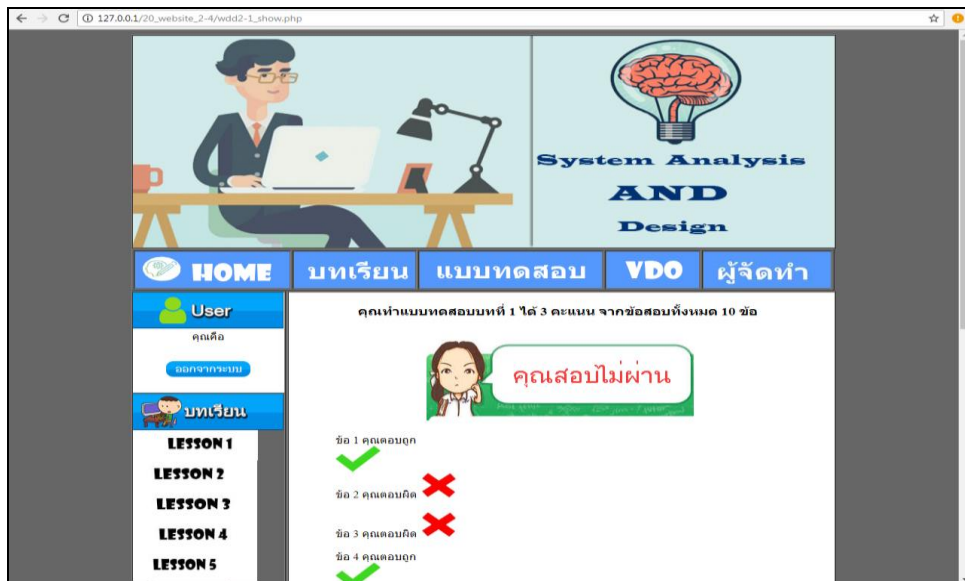 127.0.0.1/20_website_2-4/wdd2-1_show.php
System Analysis
AND
Design
HOME
บทเรียน
แบบทดสอบ
VDO
ผู้จัดทำ
User
คุณคือ
ออกจากระบบ
บทเรียน
LESSON 1
LESSON 2
LESSON 3
LESSON 4
LESSON 5
คุณทำแบบทดสอบบทที่ 1 ได้ 3 คะแนน จากข้อสอบทั้งหมด 10 ข้อ
คุณสอบไม่ผ่าน
ข้อ 1 คุณตอบถูก
ข้อ 2 คุณตอบผิด
ข้อ 3 คุณตอบผิด
ข้อ 4 คุณตอบถูก